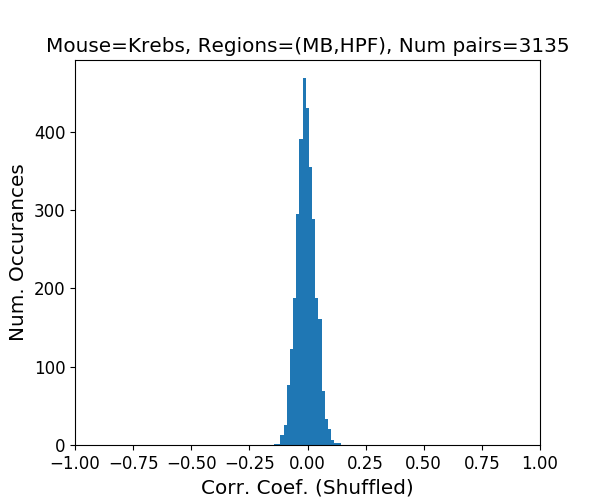 Mouse=Krebs, Regions=(MB,HPF), Num pairs=3135
Num. Occurances
400
300
200
100
0
−1.00 −0.75 −0.50 −0.25 0.00 0.25 0.50 0.75 1.00
Corr. Coef. (Shuffled)